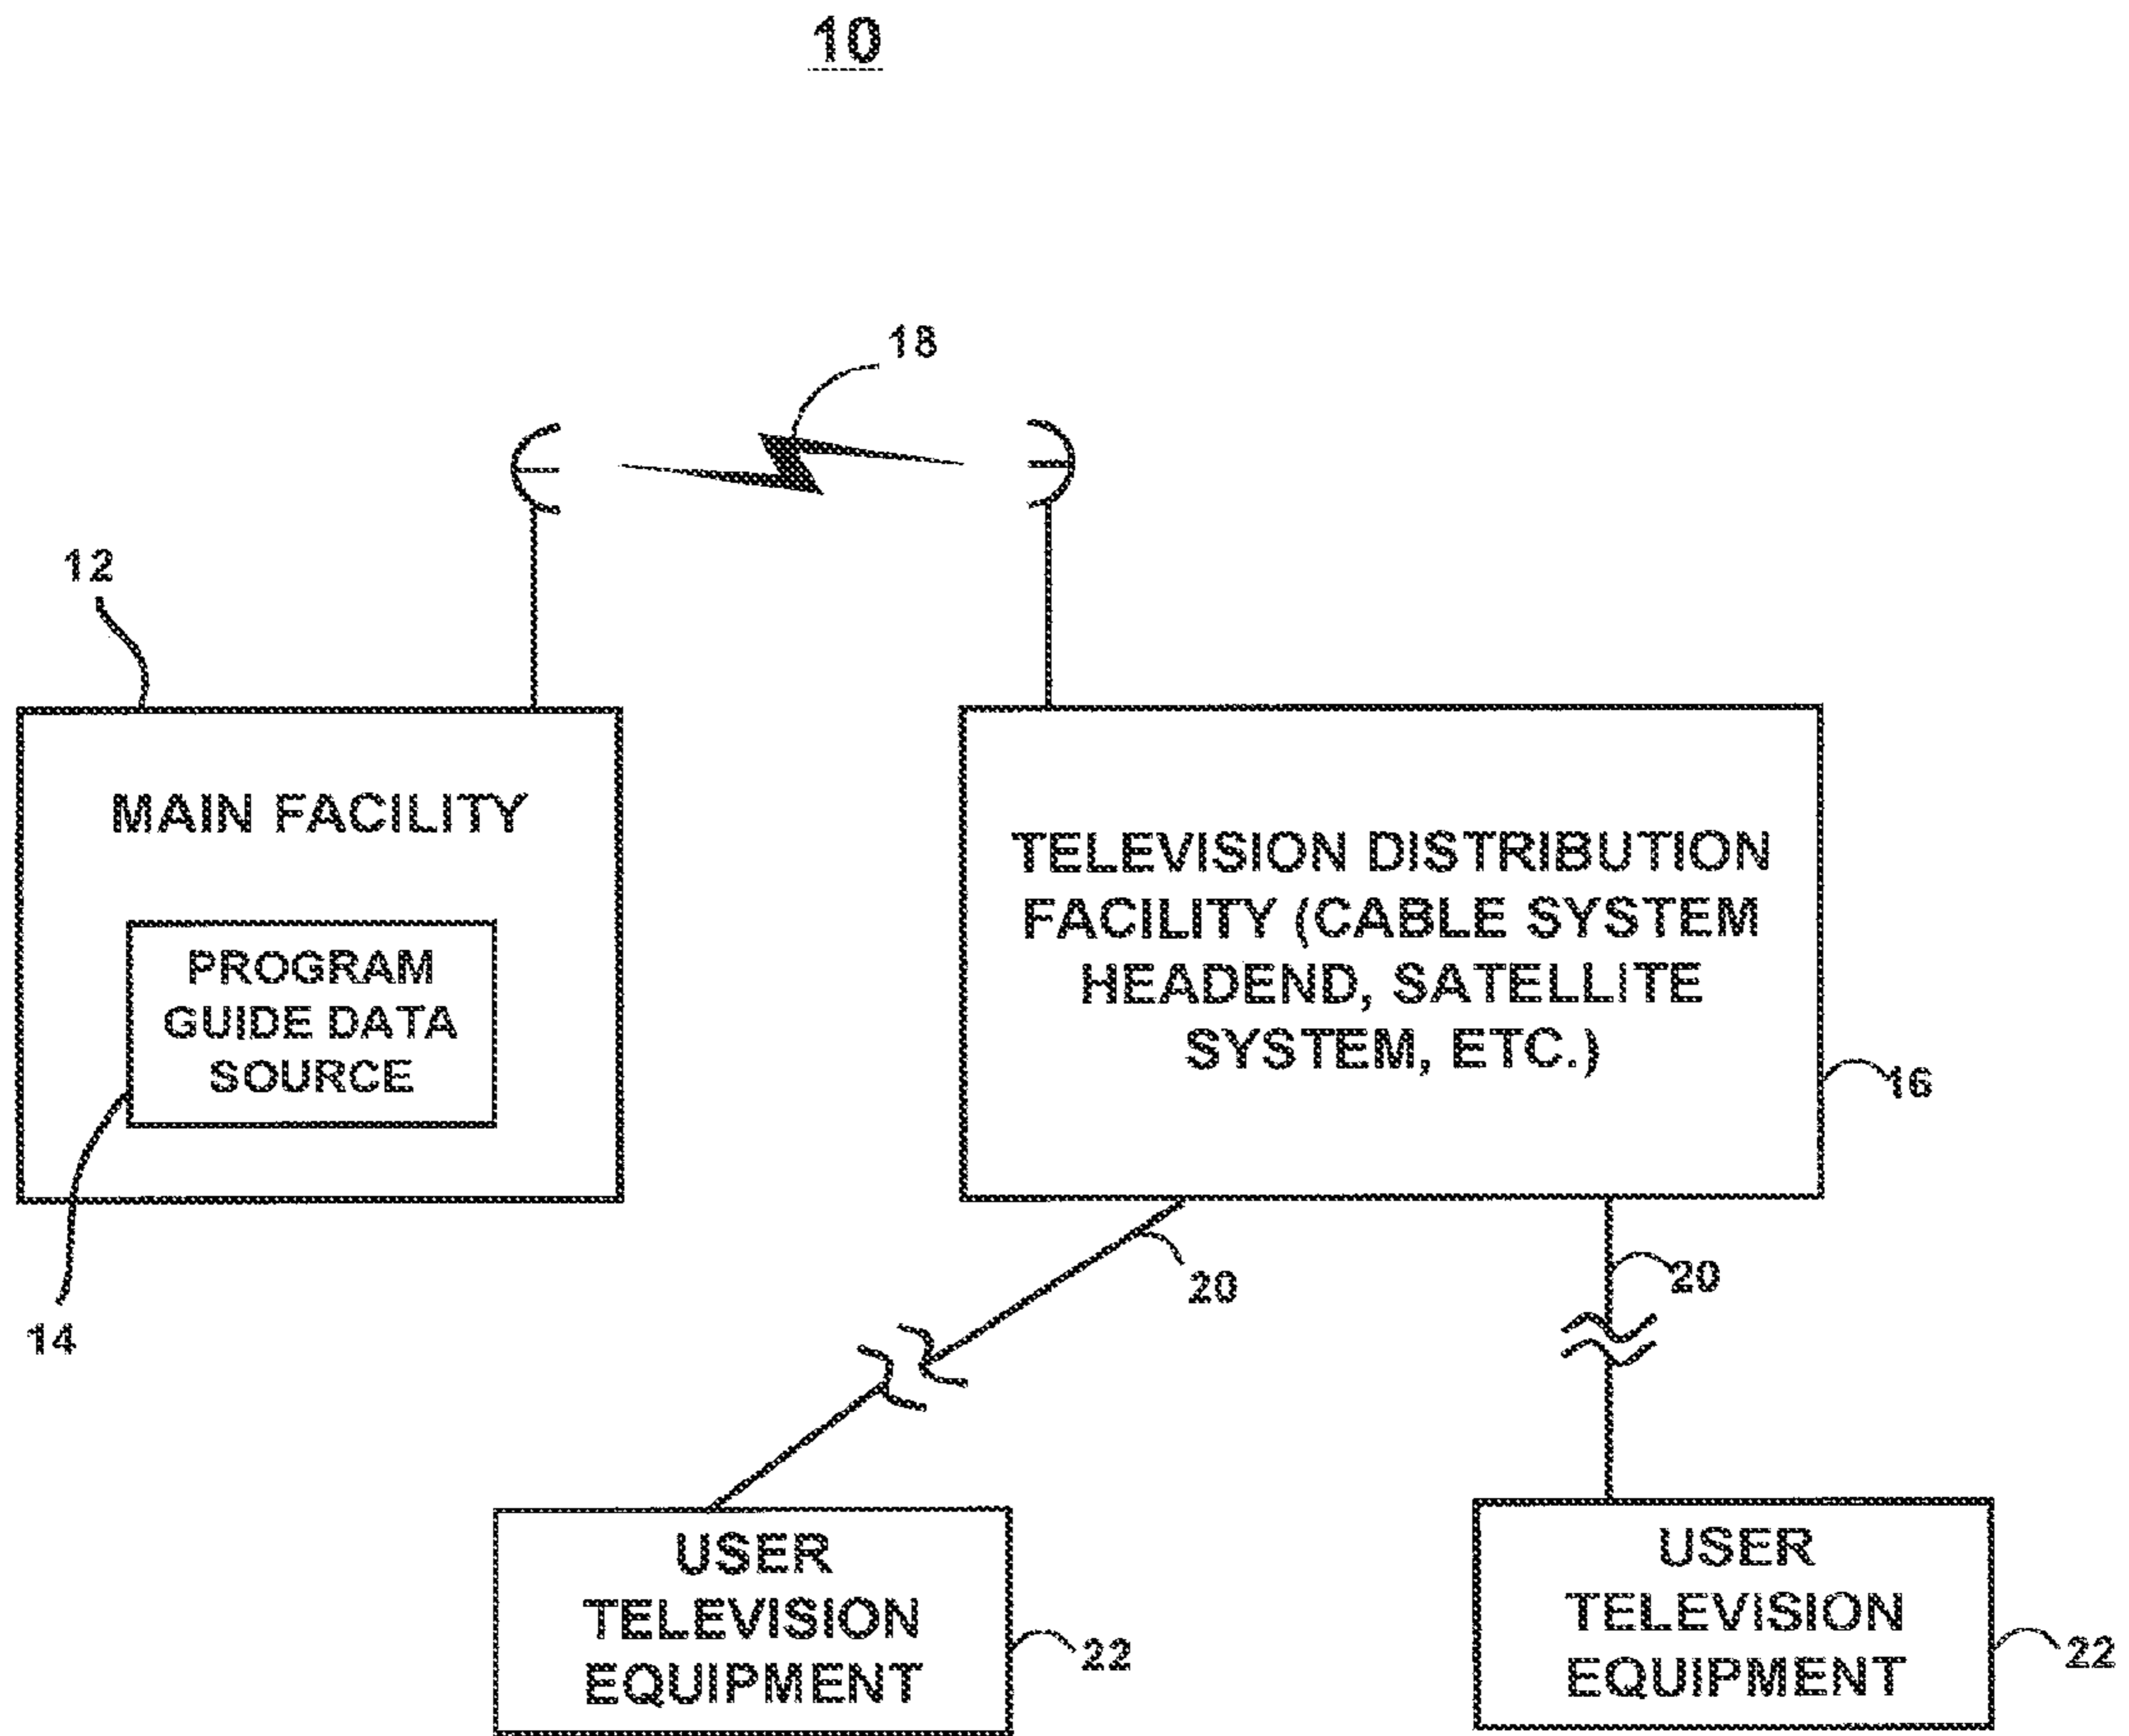 10
18
12
MAIN FACILITY
PROGRAM
GUIDE DATA
SOURCE
14
TELEVISION DISTRIBUTION
FACILITY (CABLE SYSTEM
HEADEND, SATELLITE
SYSTEM, ETC.)
16
20
20
USER
TELEVISION
EQUIPMENT
22
USER
TELEVISION
EQUIPMENT
22